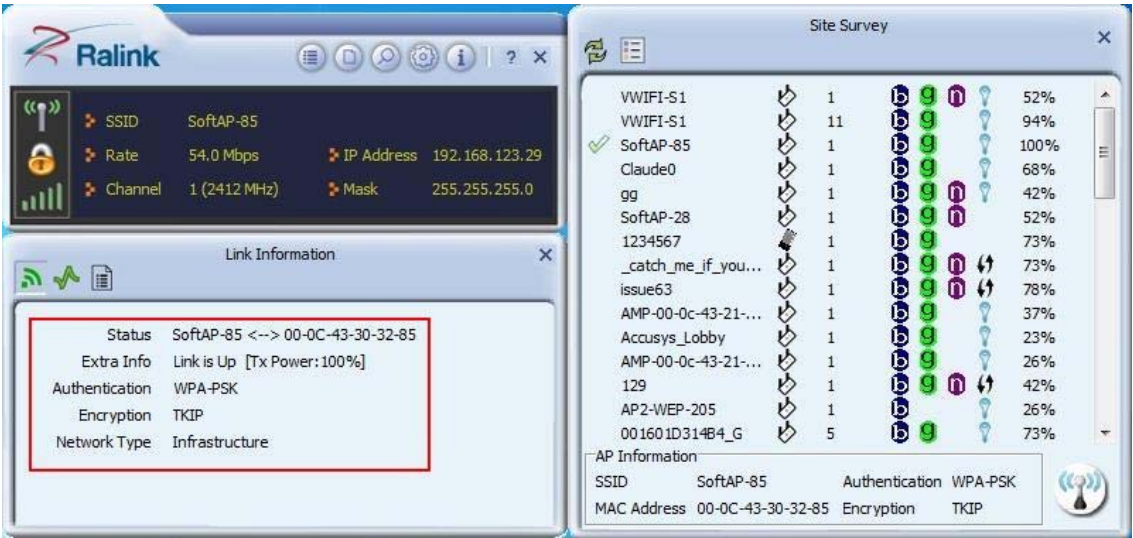 Ralink
? ×
SSID SoftAP-85
Rate 54.0 Mbps IP Address 192.168.123.29
Channel 1 (2412 MHz) Mask 255.255.255.0
Link Information
Status SoftAP-85 <--> 00-0C-43-30-32-85
Extra Info Link is Up [Tx Power:100%]
Authentication WPA-PSK
Encryption TKIP
Network Type Infrastructure
Site Survey
VWIFI-S1 1 b g n 52%
VWIFI-S1 11 b g 94%
SoftAP-85 1 b g 100%
Claude0 1 b g 68%
gg 1 b g n 42%
SoftAP-28 1 b g n 52%
1234567 1 b g 73%
_catch_me_if_you... 1 b g n 73%
issue63 1 b g n 78%
AMP-00-0c-43-21-... 1 b g 37%
Accusys_Lobby 1 b g 23%
AMP-00-0c-43-21-... 1 b g 26%
129 1 b g n 42%
AP2-WEP-205 1 b 26%
001601D314B4_G 5 b g 73%
AP Information
SSID SoftAP-85 Authentication WPA-PSK
MAC Address 00-0C-43-30-32-85 Encryption TKIP